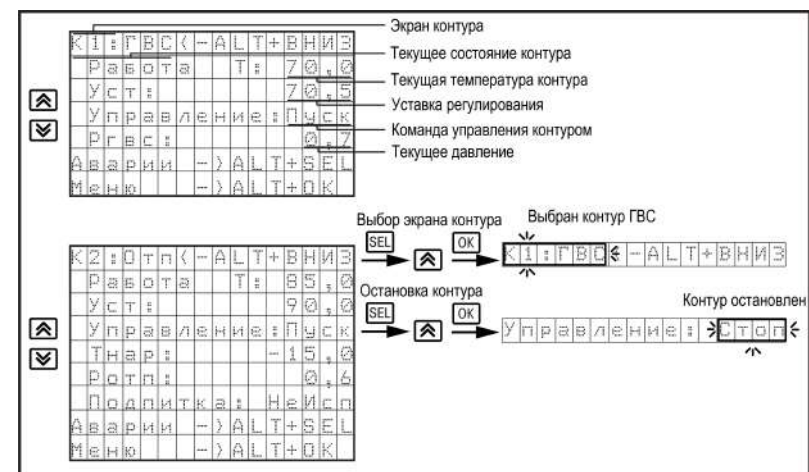 Экран контура
К1:ГВС<-ALT+ВНИЗ
Текущее состояние контура
Работа Т: 70,0
Текущая температура контура
Уст: 70,5
Уставка регулирования
Управление:Пуск
Команда управления контуром
Ргвс: 0,7
Текущее давление
Аварии ->ALT+SEL
Меню ->ALT+OK
Выбор экрана контура
Выбран контур ГВС
SEL
OK
К1:ГВС<-ALT+ВНИЗ
К2:Отп<-ALT+ВНИЗ
Работа Т: 85,0
Уст: 90,0
Остановка контура
Контур остановлен
SEL
OK
Управление:Пуск
Управление:Стоп
Тнар: -15,0
Ротп: 0,6
Подпитка: НеИсп
Аварии ->ALT+SEL
Меню ->ALT+OK